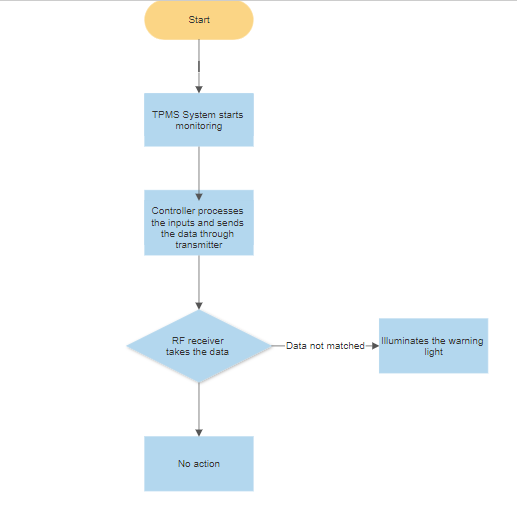 Start
TPMS System starts
monitoring
Controller processes
the inputs and sends
the data through
transmitter
RF receiver
takes the data
Data not matched
Illuminates the warning
light
No action